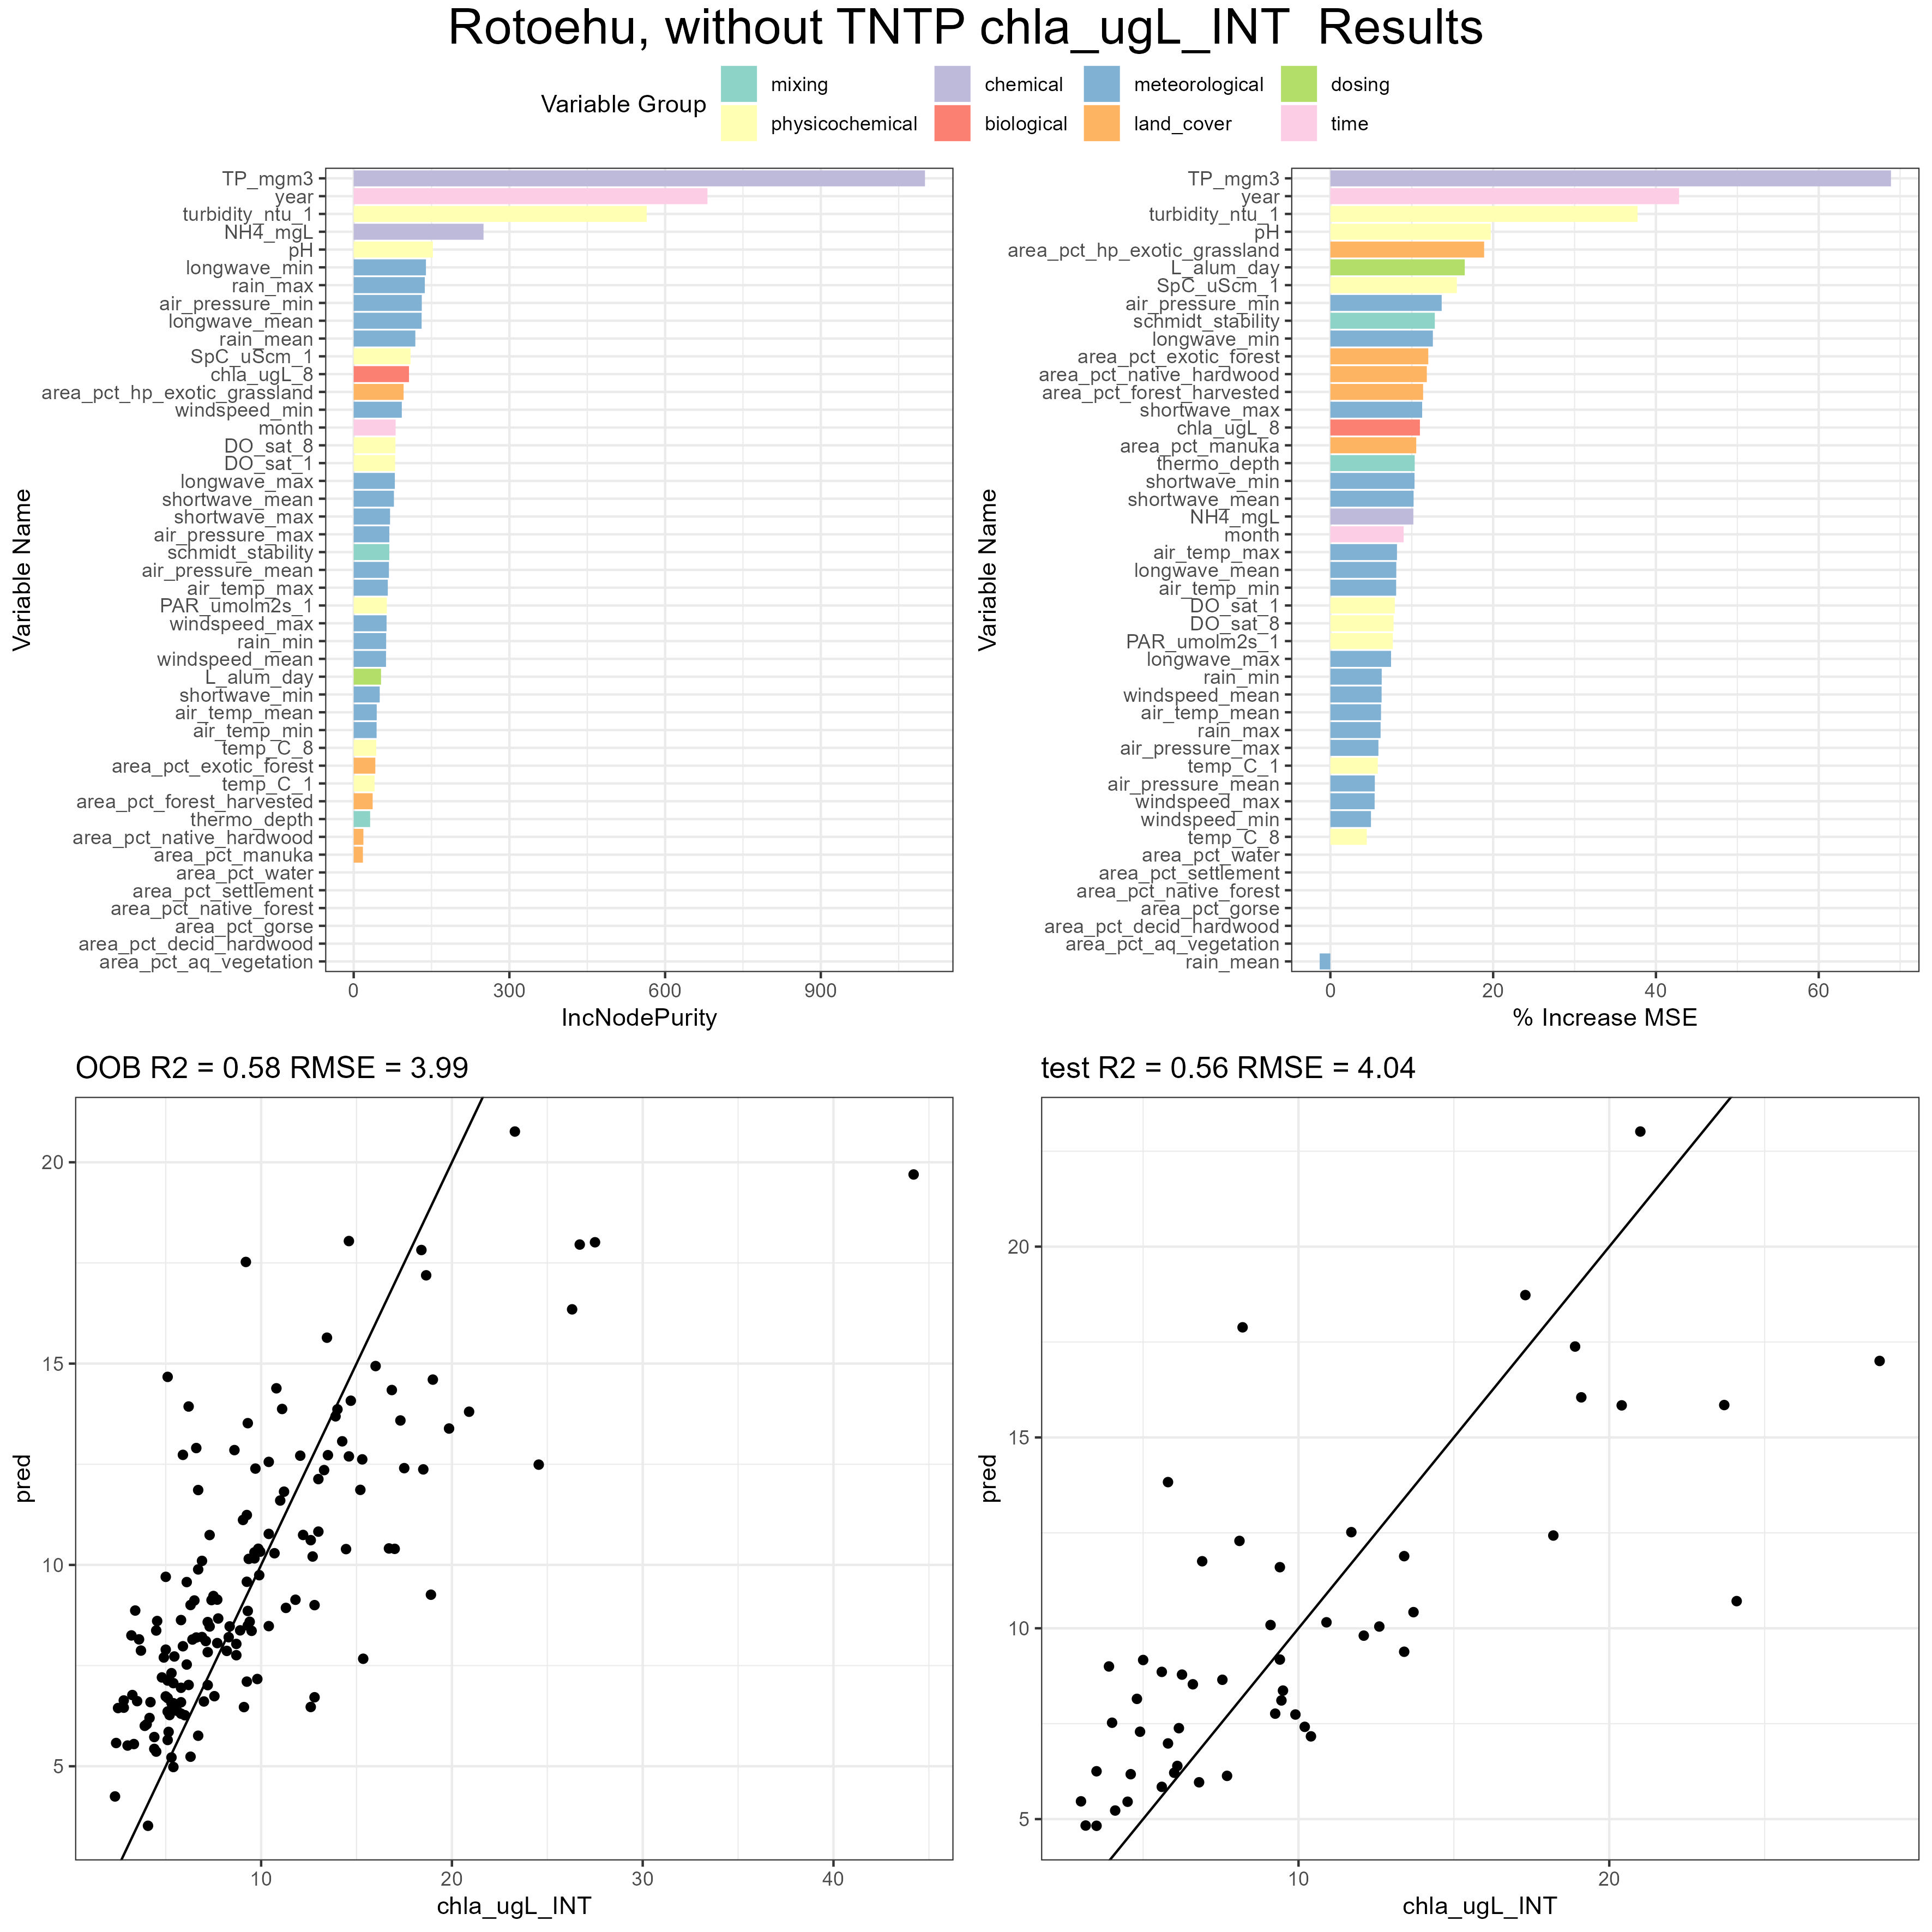 Rotoehu, without TNTP chla_ugL_INT  Results
Variable Group
mixing
chemical
meteorological
dosing
physicochemical
biological
land_cover
time
Variable Name
TP_mgm3
year
turbidity_ntu_1
NH4_mgL
pH
longwave_min
rain_max
air_pressure_min
longwave_mean
rain_mean
SpC_uScm_1
chla_ugL_8
area_pct_hp_exotic_grassland
windspeed_min
month
DO_sat_8
DO_sat_1
longwave_max
shortwave_mean
shortwave_max
air_pressure_max
schmidt_stability
air_pressure_mean
air_temp_max
PAR_umolm2s_1
windspeed_max
rain_min
windspeed_mean
L_alum_day
shortwave_min
air_temp_mean
air_temp_min
temp_C_8
area_pct_exotic_forest
temp_C_1
area_pct_forest_harvested
thermo_depth
area_pct_native_hardwood
area_pct_manuka
area_pct_water
area_pct_settlement
area_pct_native_forest
area_pct_gorse
area_pct_decid_hardwood
area_pct_aq_vegetation
0 300 600 900
IncNodePurity
Variable Name
TP_mgm3
year
turbidity_ntu_1
pH
area_pct_hp_exotic_grassland
L_alum_day
SpC_uScm_1
air_pressure_min
schmidt_stability
longwave_min
area_pct_exotic_forest
area_pct_native_hardwood
area_pct_forest_harvested
shortwave_max
chla_ugL_8
area_pct_manuka
thermo_depth
shortwave_min
shortwave_mean
NH4_mgL
month
air_temp_max
longwave_mean
air_temp_min
DO_sat_1
DO_sat_8
PAR_umolm2s_1
longwave_max
rain_min
windspeed_mean
air_temp_mean
rain_max
air_pressure_max
temp_C_1
air_pressure_mean
windspeed_max
windspeed_min
temp_C_8
area_pct_water
area_pct_settlement
area_pct_native_forest
area_pct_gorse
area_pct_decid_hardwood
area_pct_aq_vegetation
rain_mean
0 20 40 60
% Increase MSE
OOB R2 = 0.58 RMSE = 3.99
pred
20
15
10
5
10 20 30 40
chla_ugL_INT
test R2 = 0.56 RMSE = 4.04
pred
20
15
10
5
10 20
chla_ugL_INT